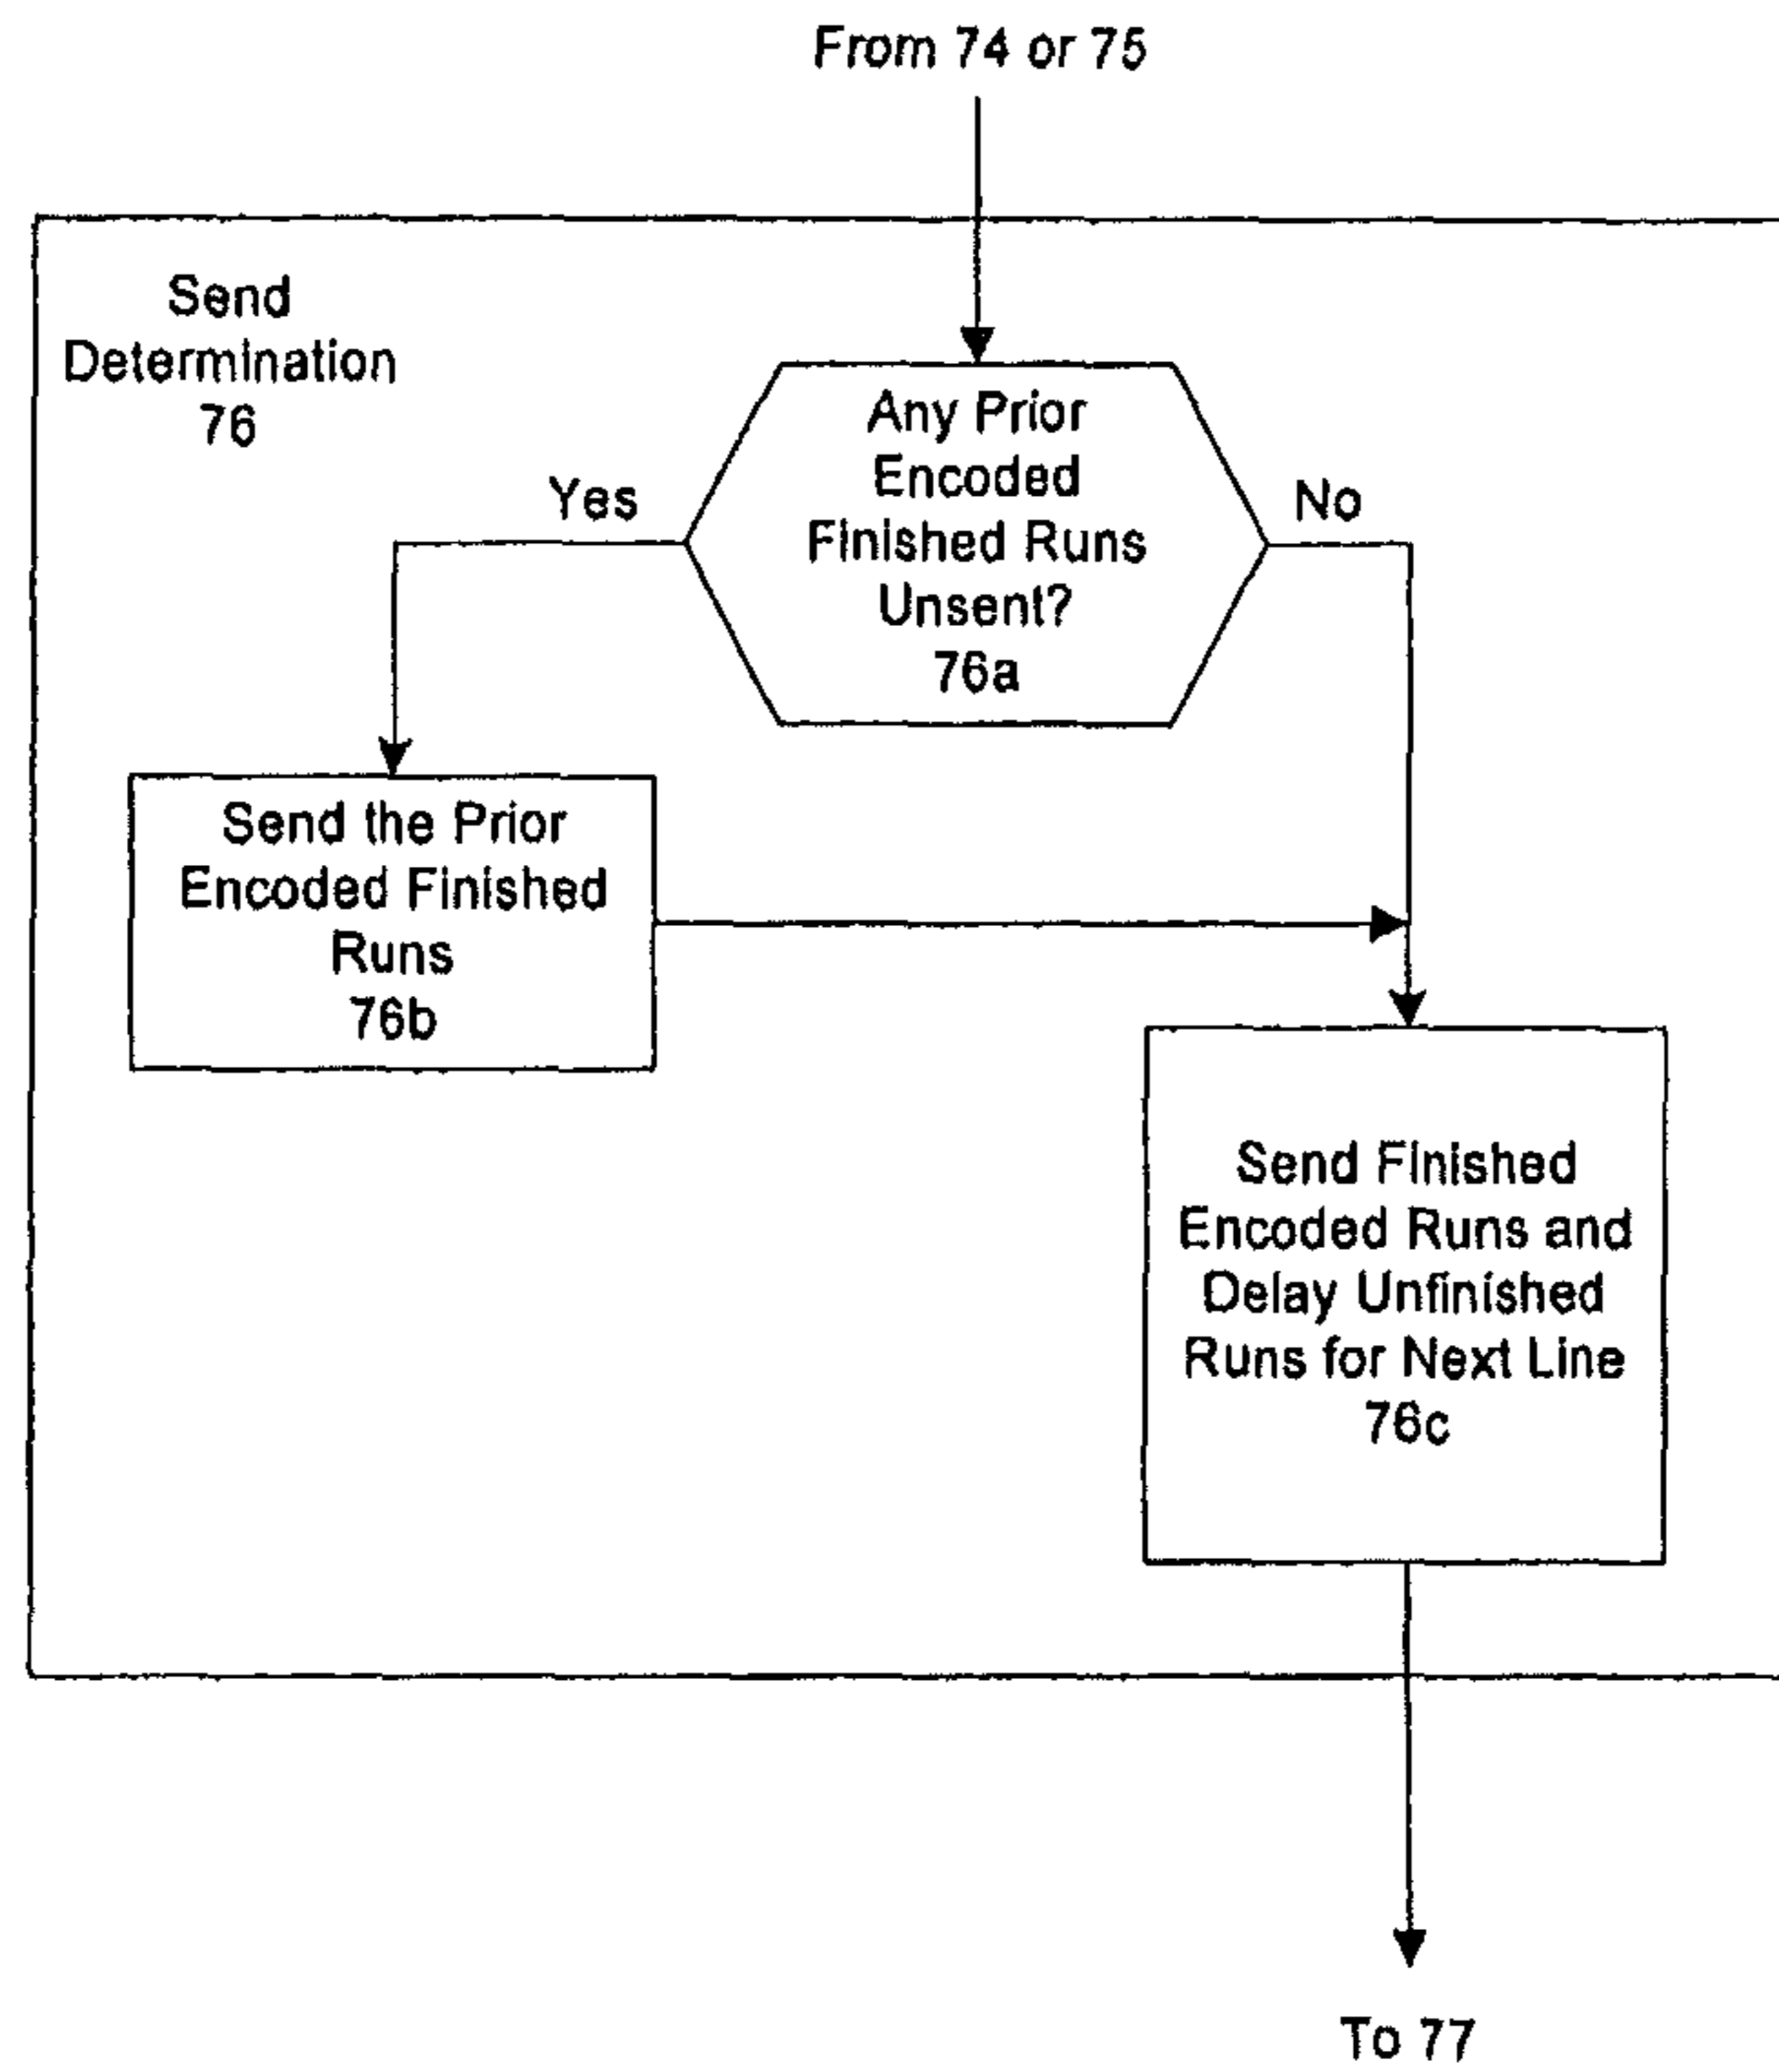 From 74 or 75
Send
Determination
76
Any Prior
Encoded
Finished Runs
Unsent?
76a
Yes
No
Send the Prior
Encoded Finished
Runs
76b
Send Finished
Encoded Runs and
Delay Unfinished
Runs for Next Line
76c
To 77